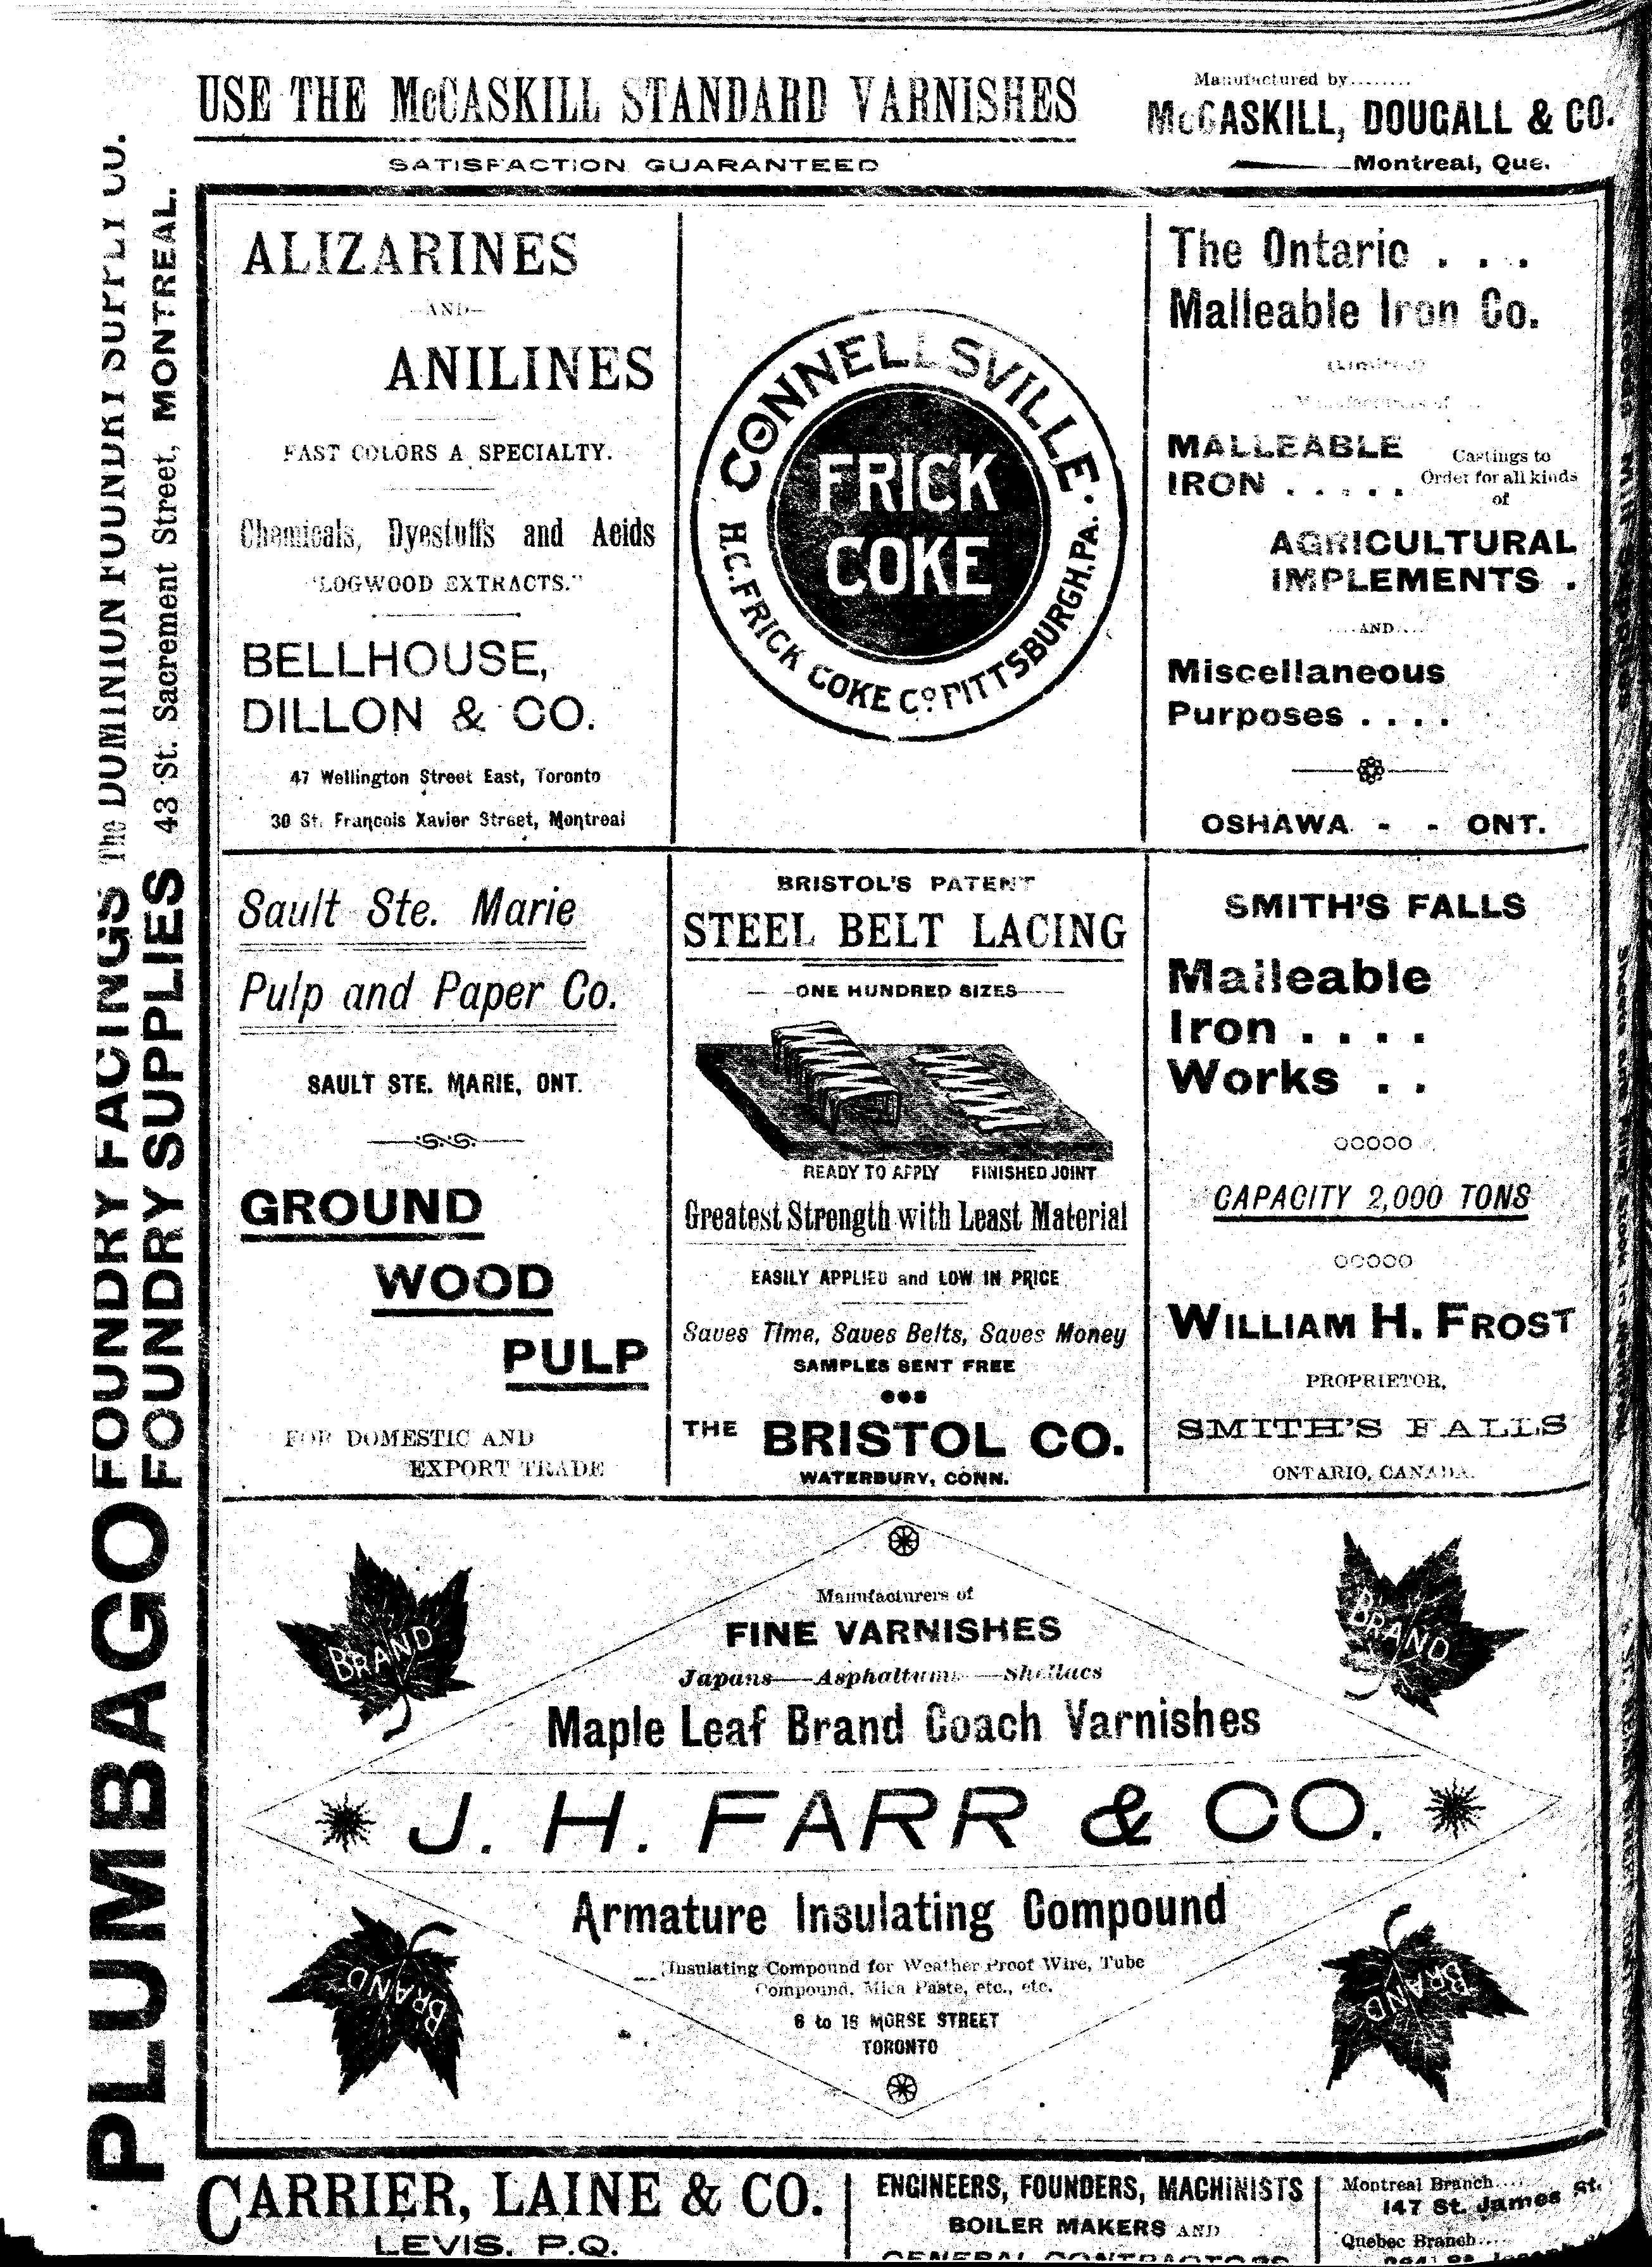 USE THE McCASKILL STANDARD VARNISHES
SATISFACTION GUARANTEED
Manufactured by........
McCASKILL, DOUGALL & CO.
Montreal, Que.
PLUMBAGO
FOUNDRY FACINGS The DOMINION FOUNDRY SUPPLY CO.
FOUNDRY SUPPLIES 43 St. Sacrement Street, MONTREAL.
ALIZARINES
—AND—
ANILINES
FAST COLORS A SPECIALTY.
Chemicals, Dyestuffs and Acids
"LOGWOOD EXTRACTS."
BELLHOUSE,
DILLON & CO.
47 Wellington Street East, Toronto
30 St. Francois Xavier Street, Montreal
CONNELLSVILLE
FRICK
COKE
H.C. FRICK COKE Co. PITTSBURGH, PA.
The Ontario . . .
Malleable Iron Co.
(Limited)
Manufacturers of
MALLEABLE
IRON . . . . .
Castings to
Order for all kinds
of
AGRICULTURAL
IMPLEMENTS .
....AND....
Miscellaneous
Purposes . . . .
OSHAWA - - ONT.
Sault Ste. Marie
Pulp and Paper Co.
SAULT STE. MARIE, ONT.
GROUND
WOOD
PULP
FOR DOMESTIC AND
EXPORT TRADE
BRISTOL'S PATENT
STEEL BELT LACING
ONE HUNDRED SIZES
READY TO APPLY FINISHED JOINT
Greatest Strength with Least Material
EASILY APPLIED and LOW IN PRICE
Saves Time, Saves Belts, Saves Money
SAMPLES SENT FREE
THE BRISTOL CO.
WATERBURY, CONN.
SMITH'S FALLS
Malleable
Iron . . . .
Works . .
CAPACITY 2,000 TONS
WILLIAM H. FROST
PROPRIETOR,
SMITH'S FALLS
ONTARIO, CANADA.
BRAND
BRAND
Manufacturers of
FINE VARNISHES
Japans—Asphaltums—Shellacs
Maple Leaf Brand Coach Varnishes
J. H. FARR & CO.
Armature Insulating Compound
Insulating Compound for Weather Proof Wire, Tube
Compound, Mica Paste, etc., etc.
BRAND
BRAND
MORSE STREET
TORONTO
CARRIER, LAINE & CO.
LEVIS, P.Q.
ENGINEERS, FOUNDERS, MACHINISTS
BOILER MAKERS AND
GENERAL CONTRACTORS
Montreal Branch....
147 St. James St.
Quebec Branch....